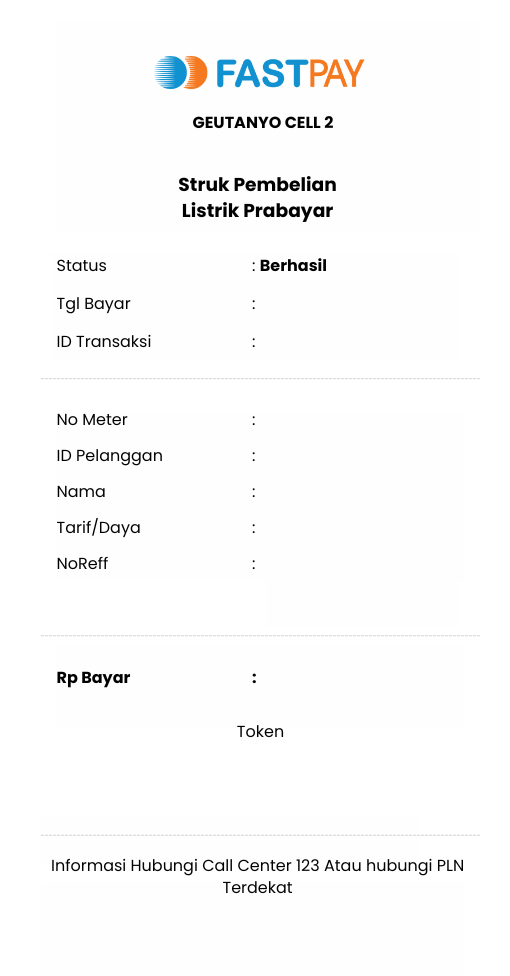 FASTPAY
GEUTANYO CELL 2
Struk Pembelian
Listrik Prabayar
Status : Berhasil
Tgl Bayar :
ID Transaksi :
No Meter :
ID Pelanggan :
Nama :
Tarif/Daya :
NoReff :
Rp Bayar :
Token
Informasi Hubungi Call Center 123 Atau hubungi PLN
Terdekat